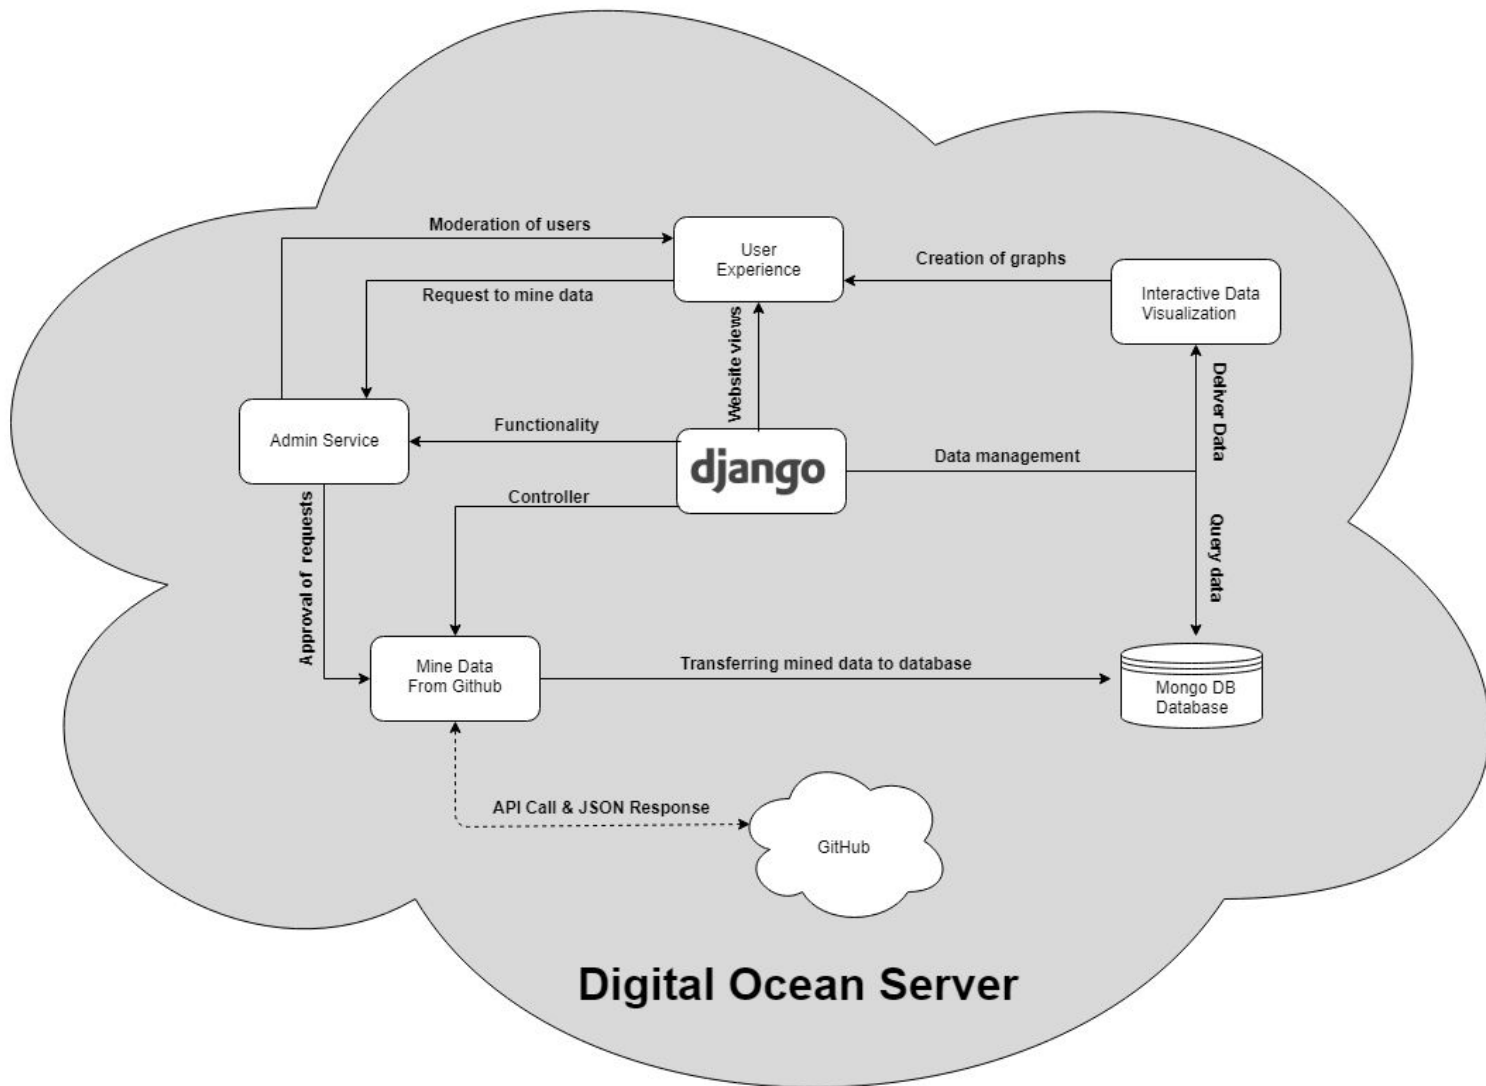 Moderation of users
User
Experience
Creation of graphs
Request to mine data
Interactive Data
Visualization
Website views
Deliver Data
Admin Service
Functionality
django
Data management
Controller
Approval of requests
Query data
Mine Data
From Github
Transferring mined data to database
Mongo DB
Database
API Call & JSON Response
GitHub
Digital Ocean Server